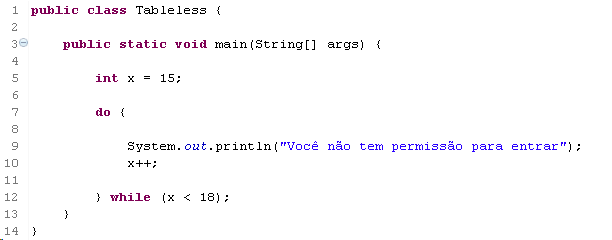 1 public class Tableless {
2
3 public static void main(String[] args) {
4
5 int x = 15;
6
7 do {
8
9 System.out.println("Você não tem permissão para entrar");
10 x++;
11
12 } while (x < 18);
13 }
14 }